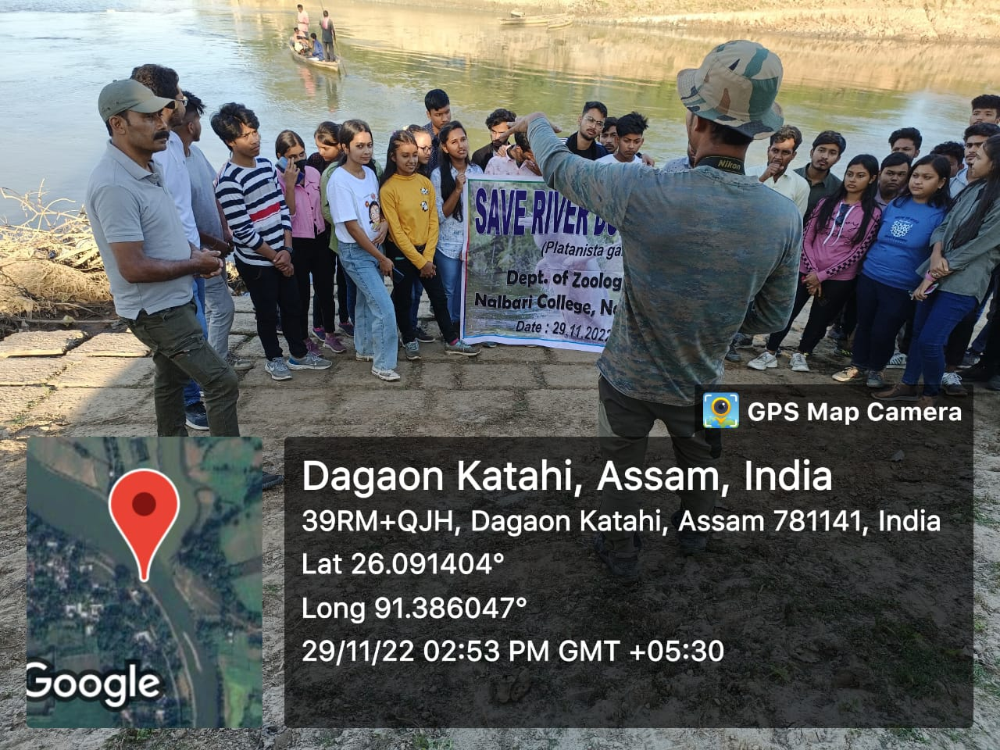 Nikon
SAVE RIVER
(Platanista
Dept. of
Nalbari College,
Date : 29.11.2022
GPS Map Camera
Dagaon Katahi, Assam, India
39RM+QJH, Dagaon Katahi, Assam 781141, India
Lat 26.091404°
Long 91.386047°
29/11/22 02:53 PM GMT +05:30
Google